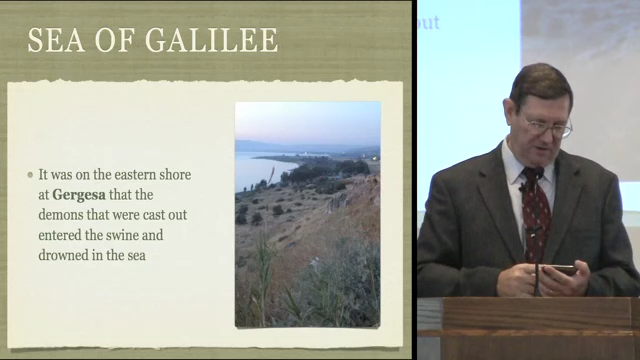 SEA OF GALILEE
It was on the eastern shore
at Gergesa that the
demons that were cast out
entered the swine and
drowned in the sea
out